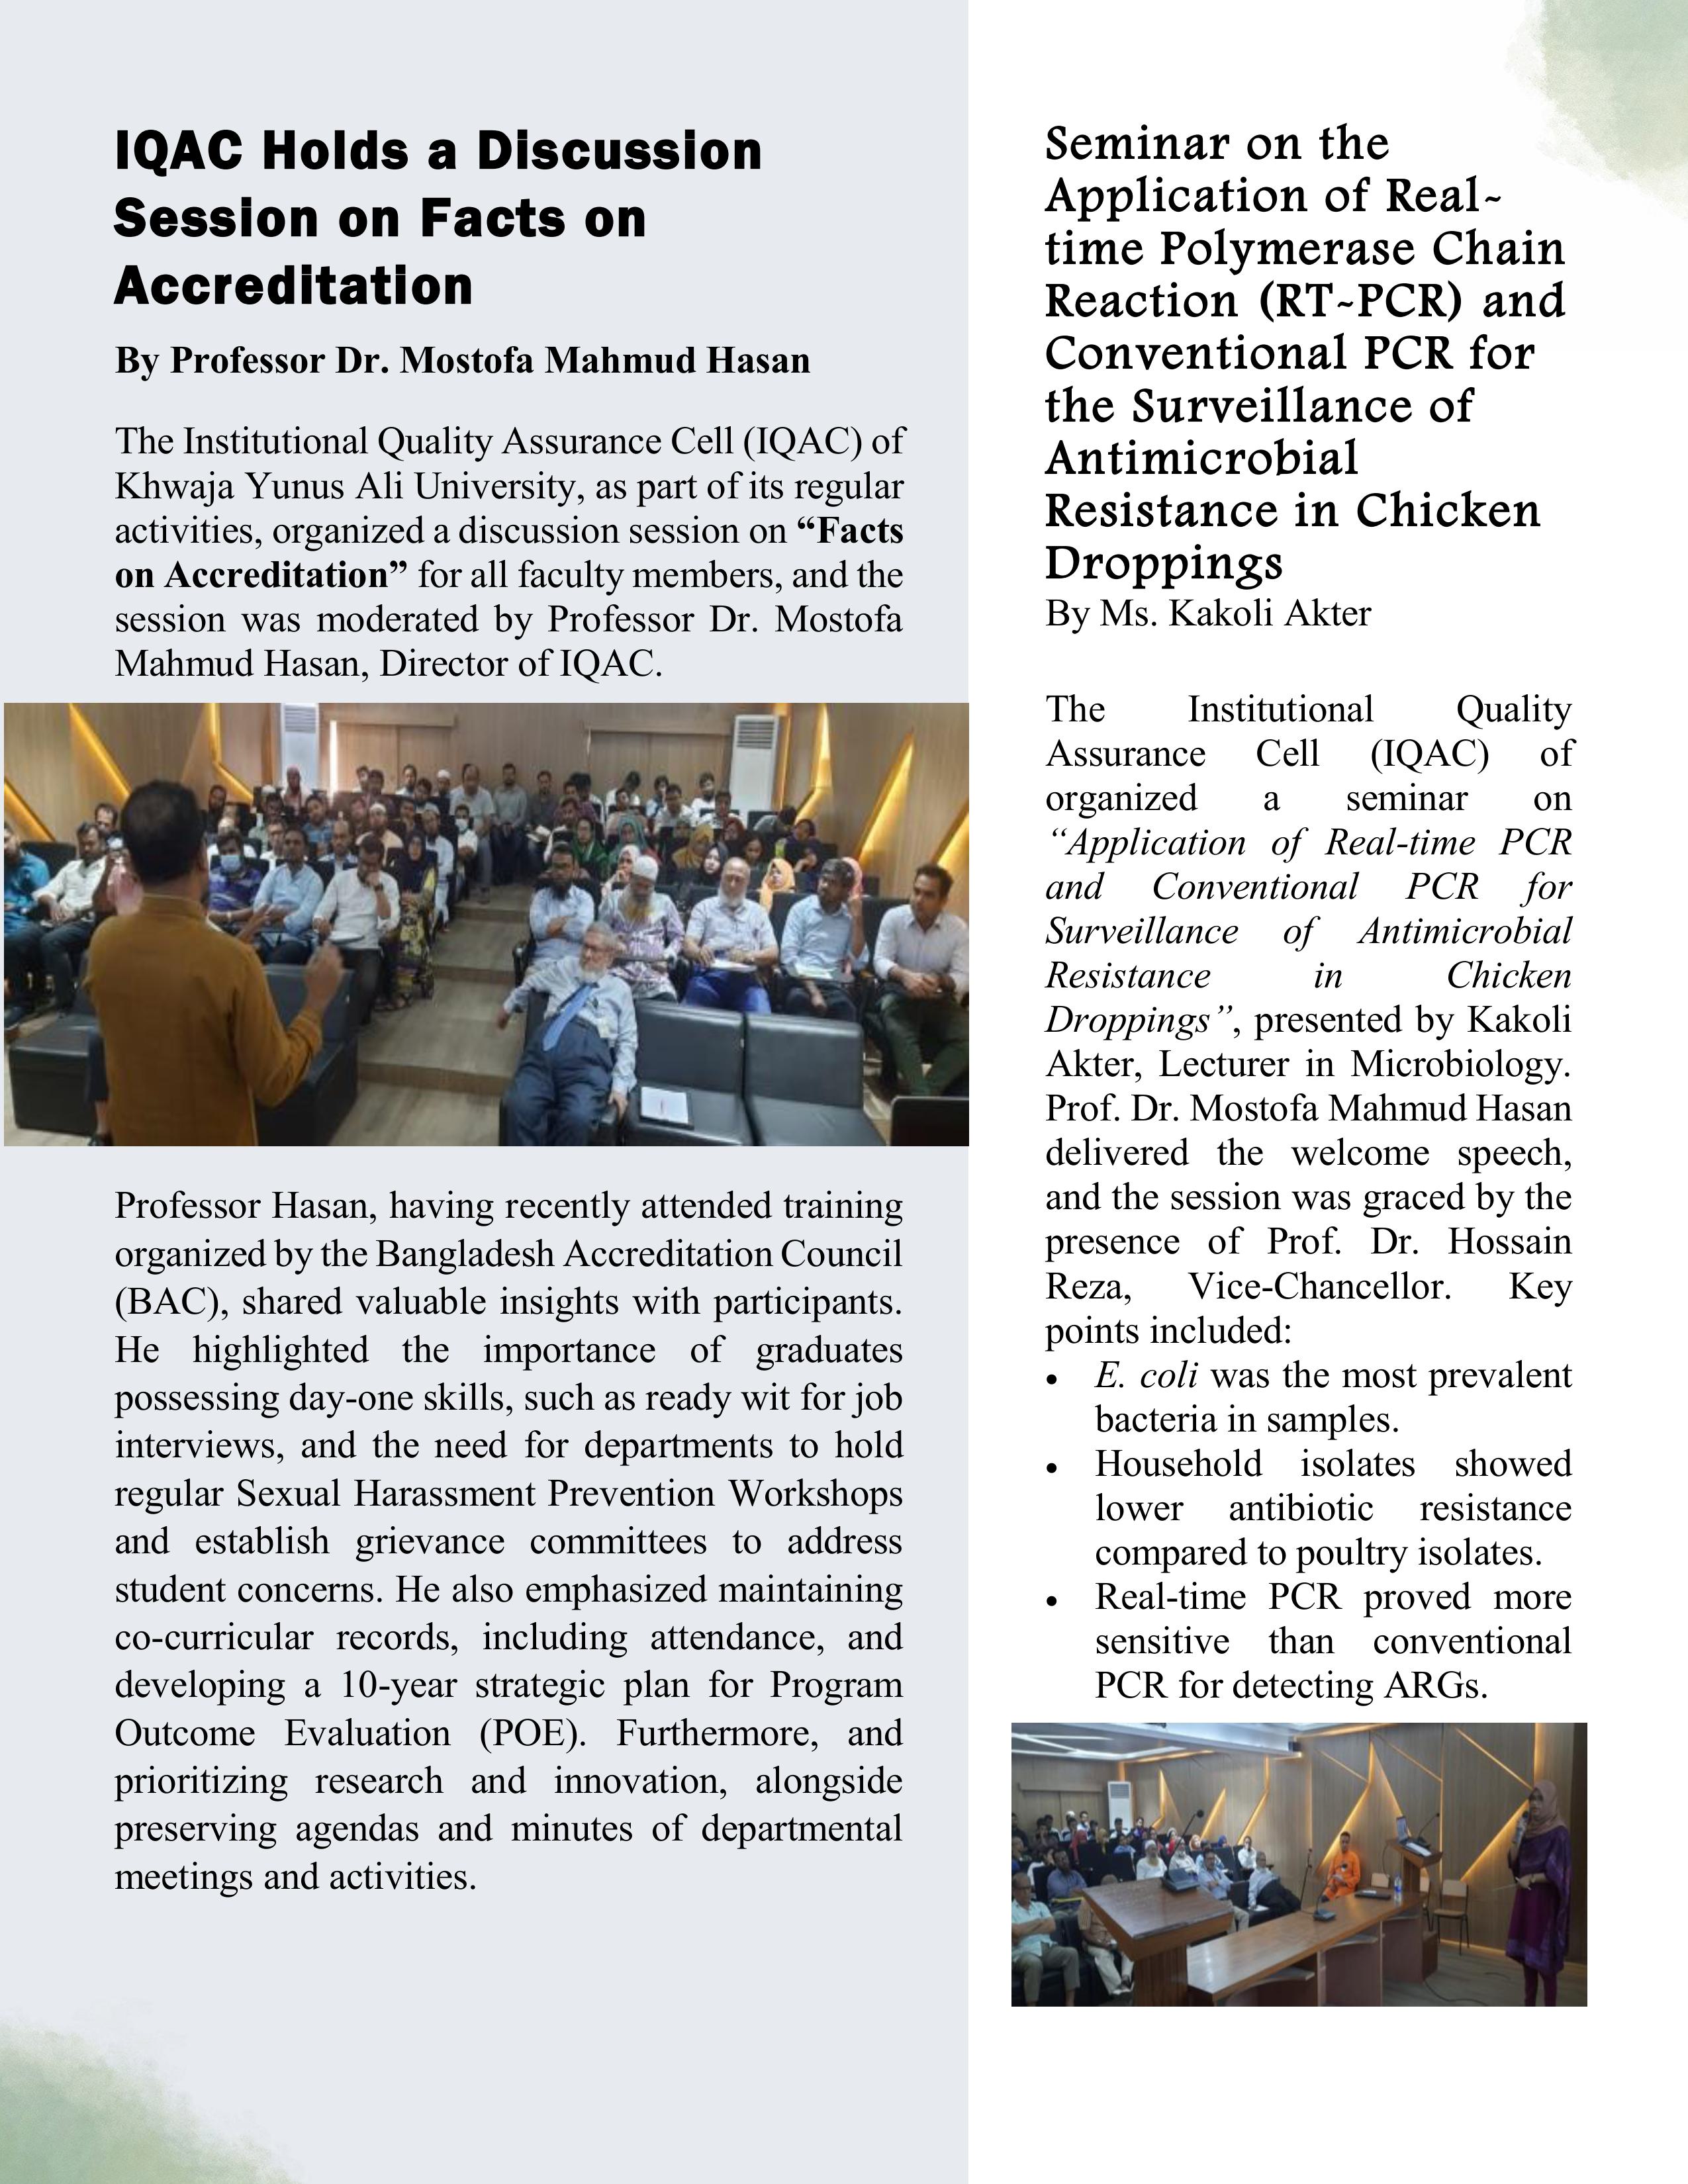 IQAC Holds a Discussion
Session on Facts on
Accreditation
By Professor Dr. Mostofa Mahmud Hasan
The Institutional Quality Assurance Cell (IQAC) of
Khwaja Yunus Ali University, as part of its regular
activities, organized a discussion session on “Facts
on Accreditation” for all faculty members, and the
session was moderated by Professor Dr. Mostofa
Mahmud Hasan, Director of IQAC.
Professor Hasan, having recently attended training
organized by the Bangladesh Accreditation Council
(BAC), shared valuable insights with participants.
He highlighted the importance of graduates
possessing day-one skills, such as ready wit for job
interviews, and the need for departments to hold
regular Sexual Harassment Prevention Workshops
and establish grievance committees to address
student concerns. He also emphasized maintaining
co-curricular records, including attendance, and
developing a 10-year strategic plan for Program
Outcome Evaluation (POE). Furthermore, and
prioritizing research and innovation, alongside
preserving agendas and minutes of departmental
meetings and activities.
Seminar on the
Application of Real-
time Polymerase Chain
Reaction (RT-PCR) and
Conventional PCR for
the Surveillance of
Antimicrobial
Resistance in Chicken
Droppings
By Ms. Kakoli Akter
The Institutional Quality
Assurance Cell (IQAC) of
organized a seminar on
“Application of Real-time PCR
and Conventional PCR for
Surveillance of Antimicrobial
Resistance in Chicken
Droppings”, presented by Kakoli
Akter, Lecturer in Microbiology.
Prof. Dr. Mostofa Mahmud Hasan
delivered the welcome speech,
and the session was graced by the
presence of Prof. Dr. Hossain
Reza, Vice-Chancellor. Key
points included:
• E. coli was the most prevalent
bacteria in samples.
• Household isolates showed
lower antibiotic resistance
compared to poultry isolates.
• Real-time PCR proved more
sensitive than conventional
PCR for detecting ARGs.